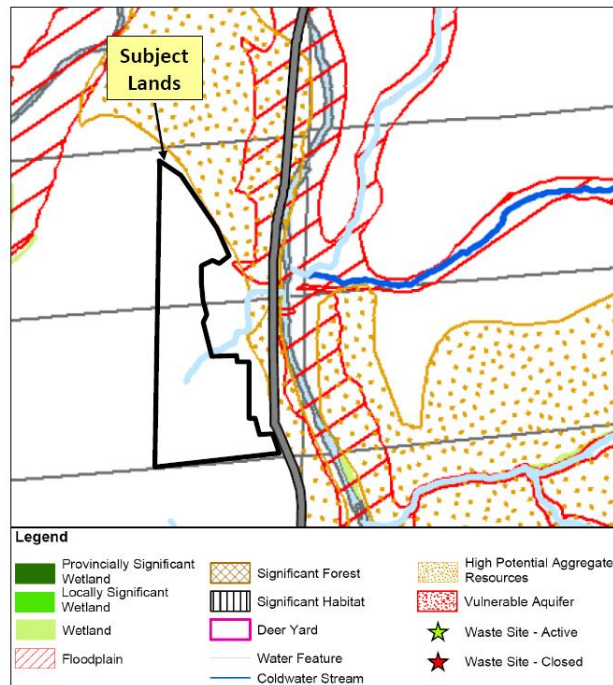 Subject
Lands
Legend
Provincially Significant
Wetland
Locally Significant
Wetland
Wetland
Floodplain
Significant Forest
Significant Habitat
Deer Yard
Water Feature
Coldwater Stream
High Potential Aggregate
Resources
Vulnerable Aquifer
Waste Site - Active
Waste Site - Closed